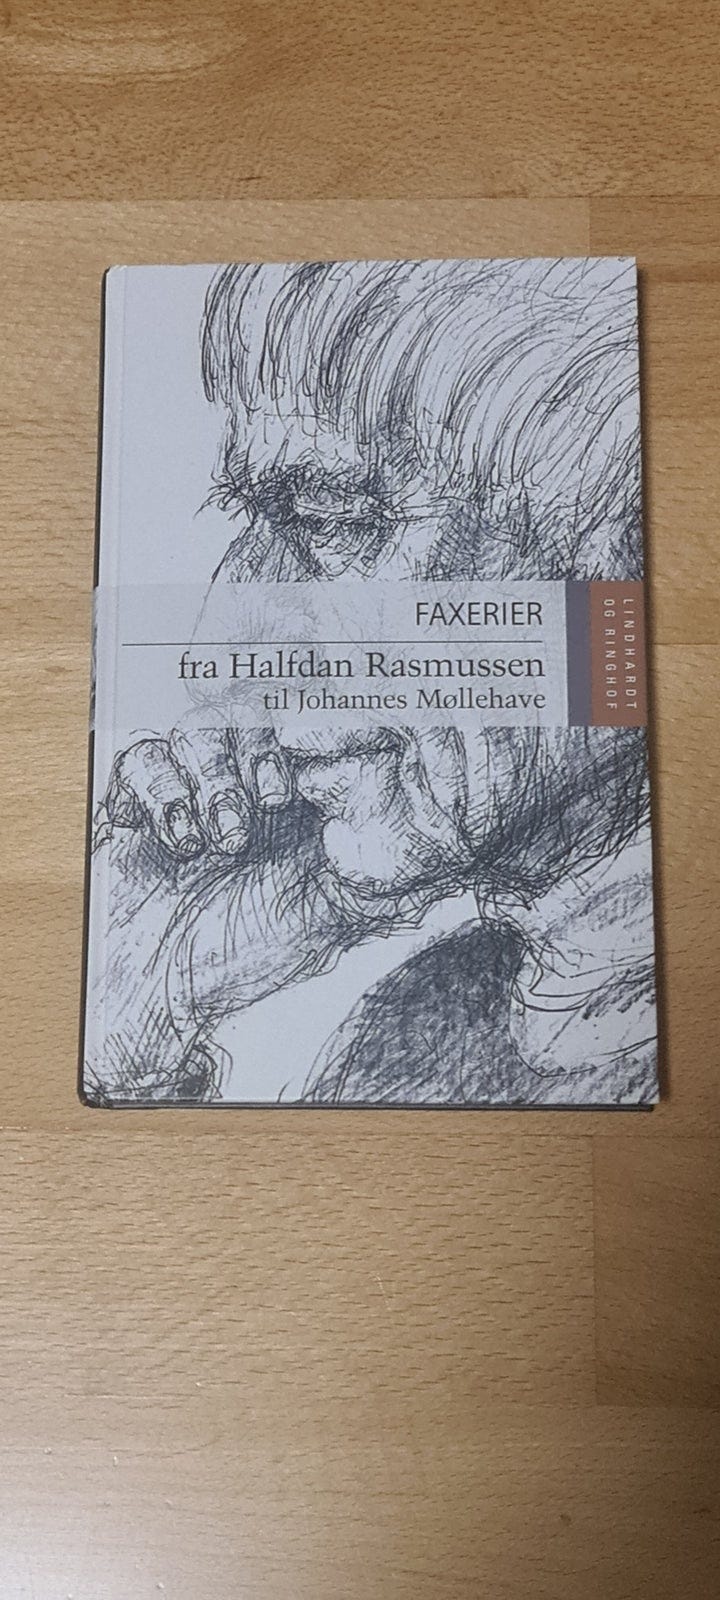 FAXERIER
fra Halfdan Rasmussen
til Johannes Møllehave
LINDHARDT
OG RINGHOF